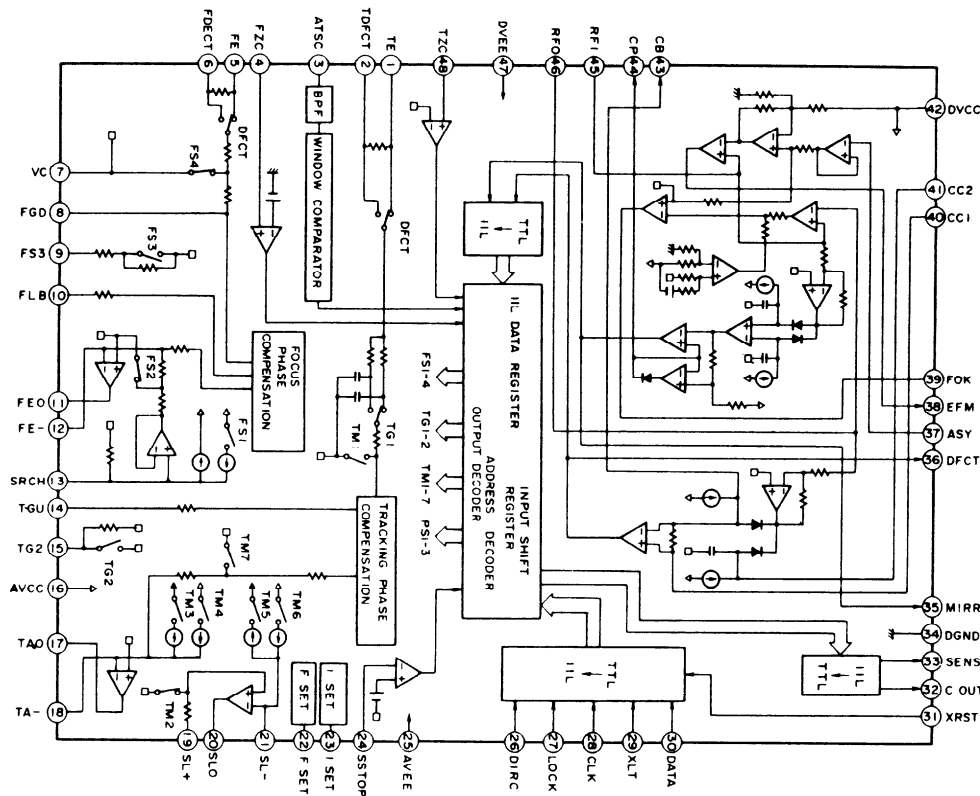 FDECT 6
FE 5
FZC 4
ATSC 3
TDFCT 2
TE 1
TZC 48
DVEE 47
RFO 46
RFI 45
CP 44
CB 43
VC 7
FGD 8
FS3 9
FLB 10
FEO 11
FE- 12
SRCH 13
TGU 14
TG2 15
AVCC 16
TAO 17
TA- 18
DFCT
FS4
FS3
FS2
FS1
BPF
WINDOW COMPARATOR
DFCT
FOCUS PHASE
COMPENSATION
TM1
TG1
TG2
TM7
TM3
TM4
TM5
TM6
TM2
TRACKING PHASE
COMPENSATION
F SET
I SET
TTL
IIL
IIL DATA REGISTER
INPUT SHIFT
REGISTER
ADDRESS DECODER
OUTPUT DECODER
FS1-4
TG1-2
TM1-7
PS1-3
TTL
IIL
IIL
TTL
42 DVCC
41 CC2
40 CC1
39 FOK
38 EFM
37 ASY
36 DFCT
35 MIRR
34 DGND
33 SENS
32 C OUT
31 XRST
19 SL+
20 SLO
21 SL-
22 F SET
23 I SET
24 SSTOP
25 AVEE
26 DIRC
27 LOCK
28 CLK
29 XLT
30 DATA